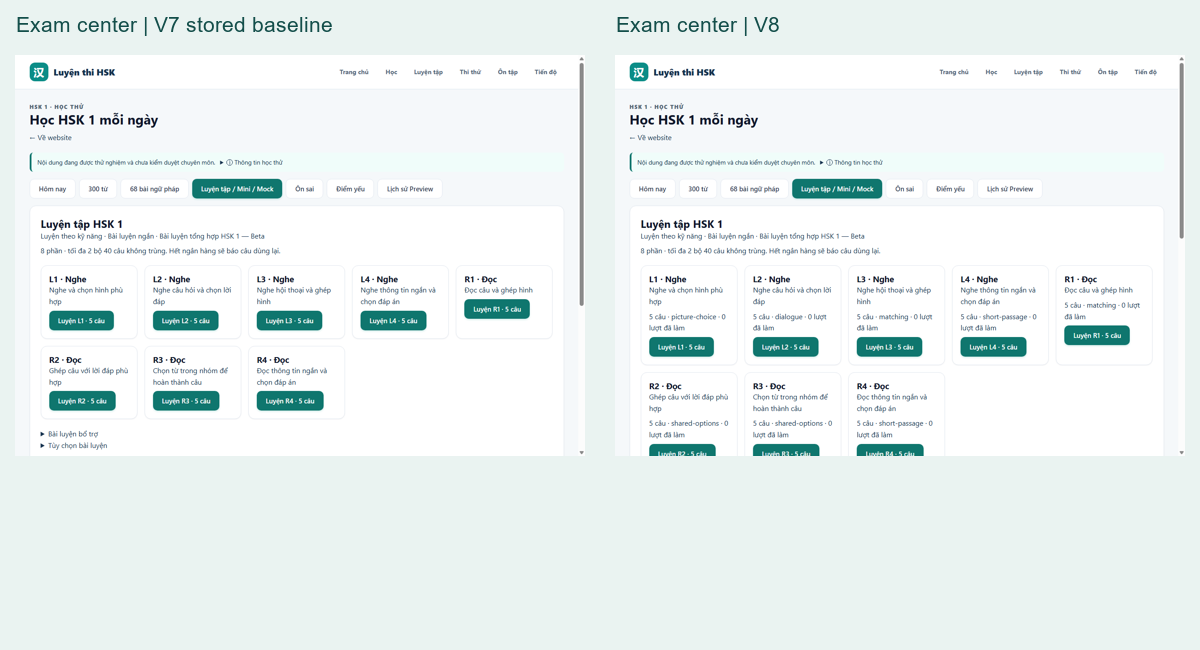 Exam center | V7 stored baseline
汉 Luyện thi HSK
Trang chủ Học Luyện tập Thi thử Ôn tập Tiến độ
HSK 1 · HỌC THỬ
Học HSK 1 mỗi ngày
← Về website
Nội dung đang được thử nghiệm và chưa kiểm duyệt chuyên môn. ▶ ⓘ Thông tin học thử
Hôm nay 300 từ 68 bài ngữ pháp Luyện tập / Mini / Mock Ôn sai Điểm yếu Lịch sử Preview
Luyện tập HSK 1
Luyện theo kỹ năng · Bài luyện ngắn · Bài luyện tổng hợp HSK 1 — Beta
8 phần · tối đa 2 bộ 40 câu không trùng. Hết ngân hàng sẽ báo câu dùng lại.
L1 · Nghe
Nghe và chọn hình phù
hợp
Luyện L1 · 5 câu
L2 · Nghe
Nghe câu hỏi và chọn lời
đáp
Luyện L2 · 5 câu
L3 · Nghe
Nghe hội thoại và ghép
hình
Luyện L3 · 5 câu
L4 · Nghe
Nghe thông tin ngắn và
chọn đáp án
Luyện L4 · 5 câu
R1 · Đọc
Đọc câu và ghép hình
Luyện R1 · 5 câu
R2 · Đọc
Ghép câu với lời đáp phù
hợp
Luyện R2 · 5 câu
R3 · Đọc
Chọn từ trong nhóm để
hoàn thành câu
Luyện R3 · 5 câu
R4 · Đọc
Đọc thông tin ngắn và
chọn đáp án
Luyện R4 · 5 câu
▶ Bài luyện bổ trợ
▶ Tùy chọn bài luyện
Exam center | V8
汉 Luyện thi HSK
Trang chủ Học Luyện tập Thi thử Ôn tập Tiến độ
HSK 1 · HỌC THỬ
Học HSK 1 mỗi ngày
← Về website
Nội dung đang được thử nghiệm và chưa kiểm duyệt chuyên môn. ▶ ⓘ Thông tin học thử
Hôm nay 300 từ 68 bài ngữ pháp Luyện tập / Mini / Mock Ôn sai Điểm yếu Lịch sử Preview
Luyện tập HSK 1
Luyện theo kỹ năng · Bài luyện ngắn · Bài luyện tổng hợp HSK 1 — Beta
8 phần · tối đa 2 bộ 40 câu không trùng. Hết ngân hàng sẽ báo câu dùng lại.
L1 · Nghe
Nghe và chọn hình phù
hợp
5 câu · picture-choice · 0
lượt đã làm
Luyện L1 · 5 câu
L2 · Nghe
Nghe câu hỏi và chọn lời
đáp
5 câu · dialogue · 0 lượt
đã làm
Luyện L2 · 5 câu
L3 · Nghe
Nghe hội thoại và ghép
hình
5 câu · matching · 0 lượt
đã làm
Luyện L3 · 5 câu
L4 · Nghe
Nghe thông tin ngắn và
chọn đáp án
5 câu · short-passage · 0
lượt đã làm
Luyện L4 · 5 câu
R1 · Đọc
Đọc câu và ghép hình
5 câu · matching · 0 lượt
đã làm
Luyện R1 · 5 câu
R2 · Đọc
Ghép câu với lời đáp phù
hợp
5 câu · shared-options · 0
lượt đã làm
Luyện R2 · 5 câu
R3 · Đọc
Chọn từ trong nhóm để
hoàn thành câu
5 câu · shared-options · 0
lượt đã làm
Luyện R3 · 5 câu
R4 · Đọc
Đọc thông tin ngắn và
chọn đáp án
5 câu · short-passage · 0
lượt đã làm
Luyện R4 · 5 câu